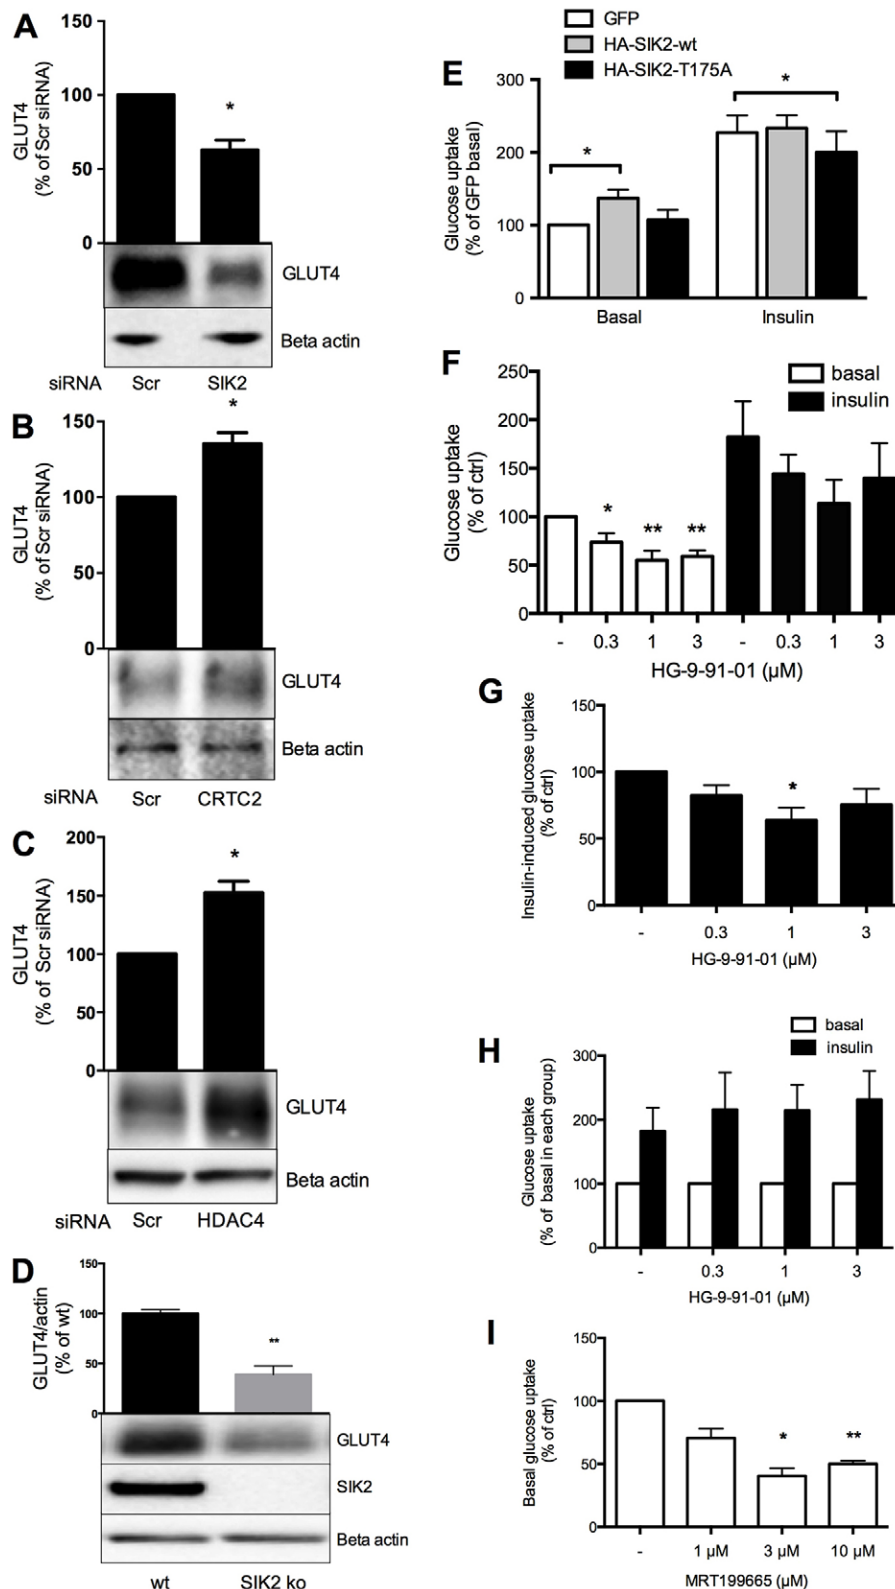 A
GLUT4
(% of Scr siRNA)
150
100
50
0
*
GLUT4
Beta actin
siRNA Scr SIK2
B
GLUT4
(% of Scr siRNA)
150
100
50
0
*
GLUT4
Beta actin
siRNA Scr CRTC2
C
GLUT4
(% of Scr siRNA)
200
150
100
50
0
*
GLUT4
Beta actin
siRNA Scr HDAC4
D
GLUT4/actin
(% of wt)
150
100
50
0
**
GLUT4
SIK2
Beta actin
wt SIK2 ko
GFP
HA-SIK2-wt
HA-SIK2-T175A
E
Glucose uptake
(% of GFP basal)
300
200
100
0
*
*
Basal Insulin
F
basal
insulin
Glucose uptake
(% of ctrl)
250
200
150
100
50
0
* ** **
- 0.3 1 3 - 0.3 1 3
HG-9-91-01 (µM)
G
Insulin-induced glucose uptake
(% of ctrl)
150
100
50
0
*
- 0.3 1 3
HG-9-91-01 (µM)
H
basal
insulin
Glucose uptake
(% of basal in each group)
300
200
100
0
- 0.3 1 3
HG-9-91-01 (µM)
I
Basal glucose uptake
(% of ctrl)
150
100
50
0
* **
- 1 µM 3 µM 10 µM
MRT199665 (µM)